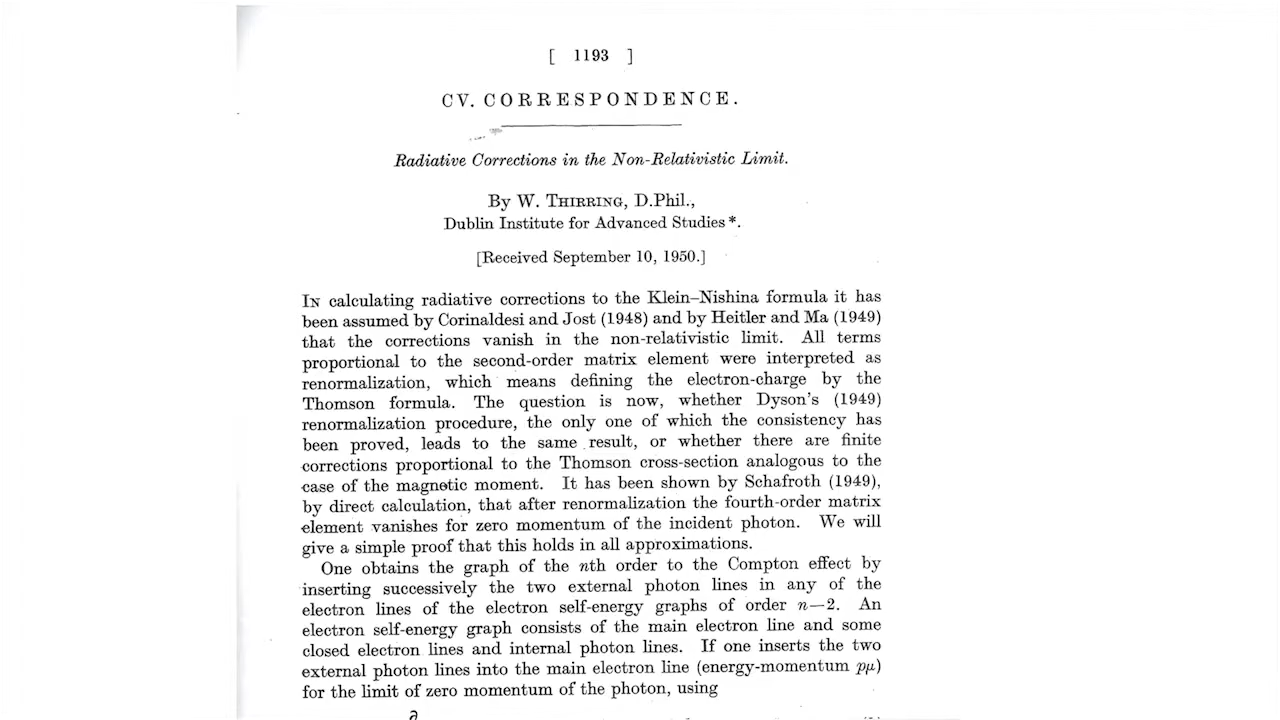 [ 1193 ]
CV. CORRESPONDENCE.
Radiative Corrections in the Non-Relativistic Limit.
By W. THIRRING, D.Phil.,
Dublin Institute for Advanced Studies*.
[Received September 10, 1950.]
IN calculating radiative corrections to the Klein–Nishina formula it has
been assumed by Corinaldesi and Jost (1948) and by Heitler and Ma (1949)
that the corrections vanish in the non-relativistic limit. All terms
proportional to the second-order matrix element were interpreted as
renormalization, which means defining the electron-charge by the
Thomson formula. The question is now, whether Dyson's (1949)
renormalization procedure, the only one of which the consistency has
been proved, leads to the same result, or whether there are finite
corrections proportional to the Thomson cross-section analogous to the
case of the magnetic moment. It has been shown by Schafroth (1949),
by direct calculation, that after renormalization the fourth-order matrix
element vanishes for zero momentum of the incident photon. We will
give a simple proof that this holds in all approximations.
One obtains the graph of the nth order to the Compton effect by
inserting successively the two external photon lines in any of the
electron lines of the electron self-energy graphs of order n—2. An
electron self-energy graph consists of the main electron line and some
closed electron lines and internal photon lines. If one inserts the two
external photon lines into the main electron line (energy-momentum pμ)
for the limit of zero momentum of the photon, using
∂